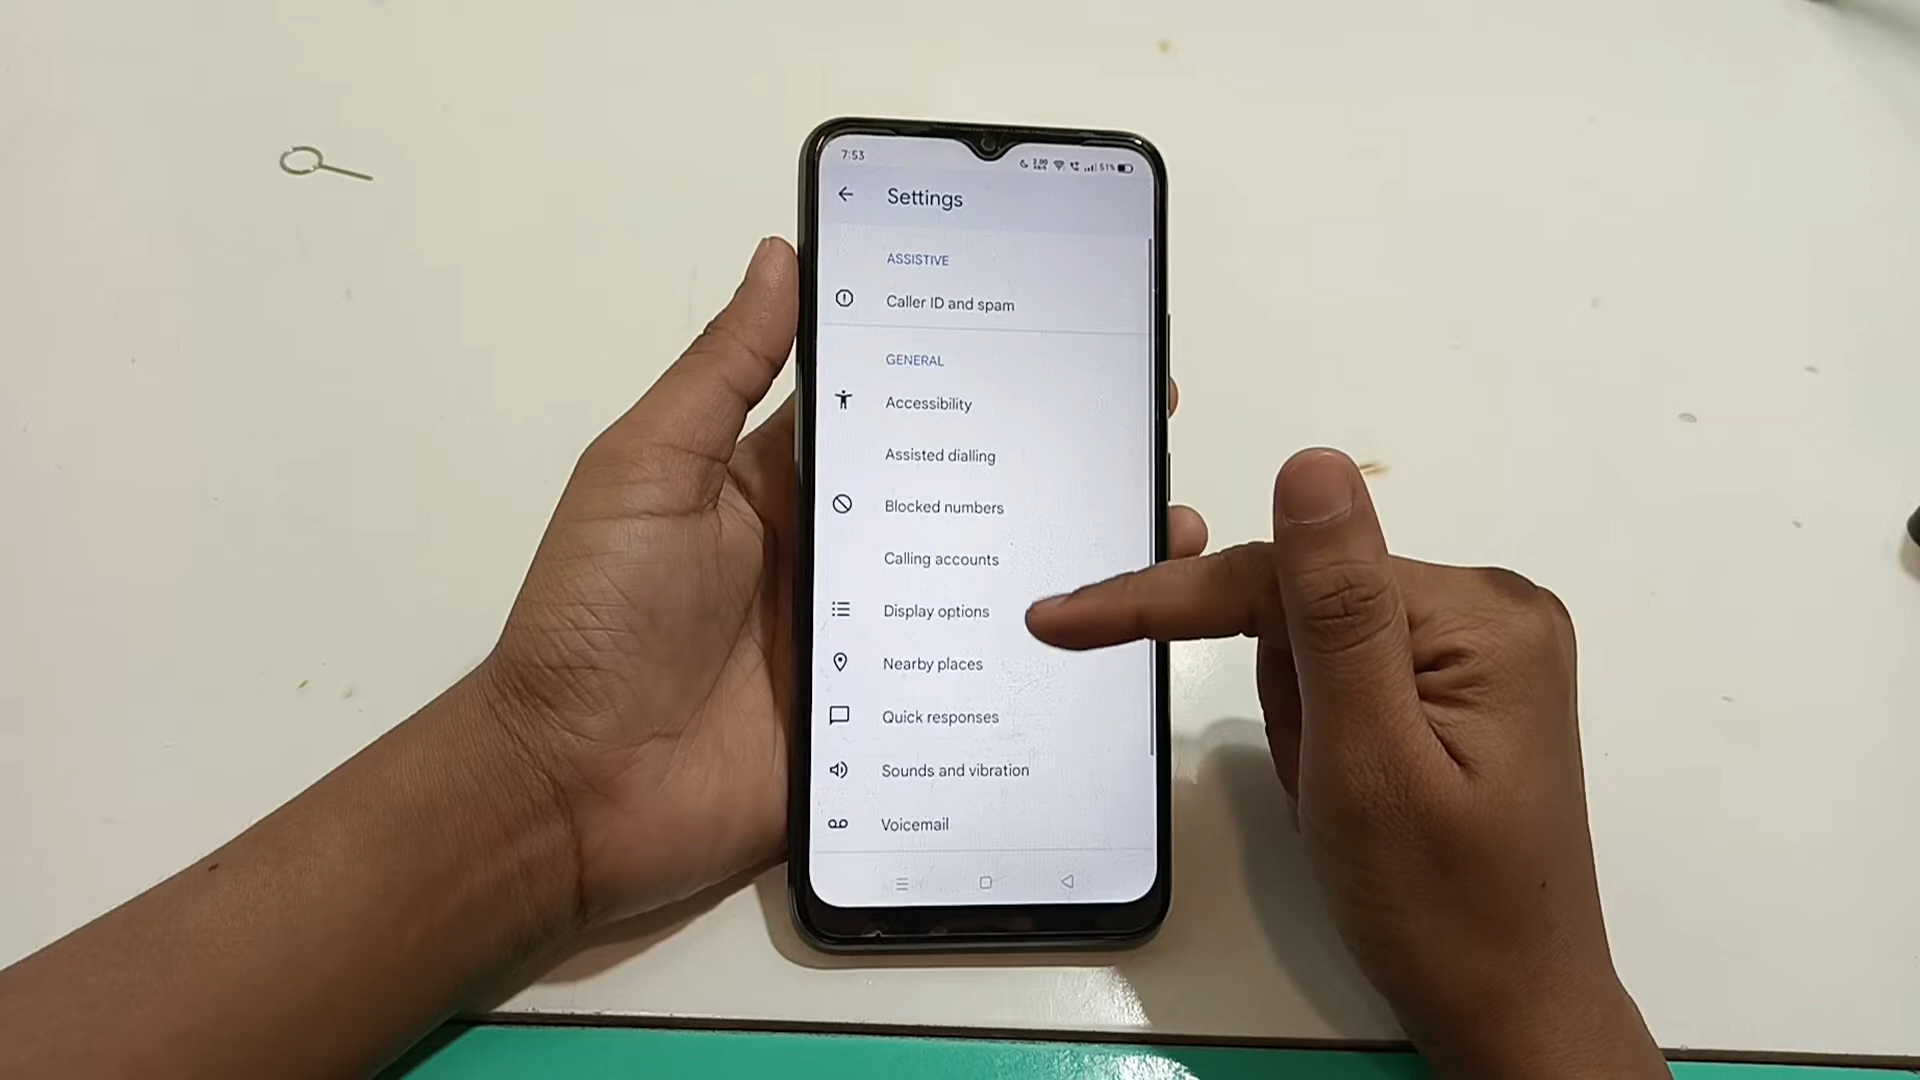 7:53
51%
Settings
ASSISTIVE
Caller ID and spam
GENERAL
Accessibility
Assisted dialling
Blocked numbers
Calling accounts
Display options
Nearby places
Quick responses
Sounds and vibration
Voicemail